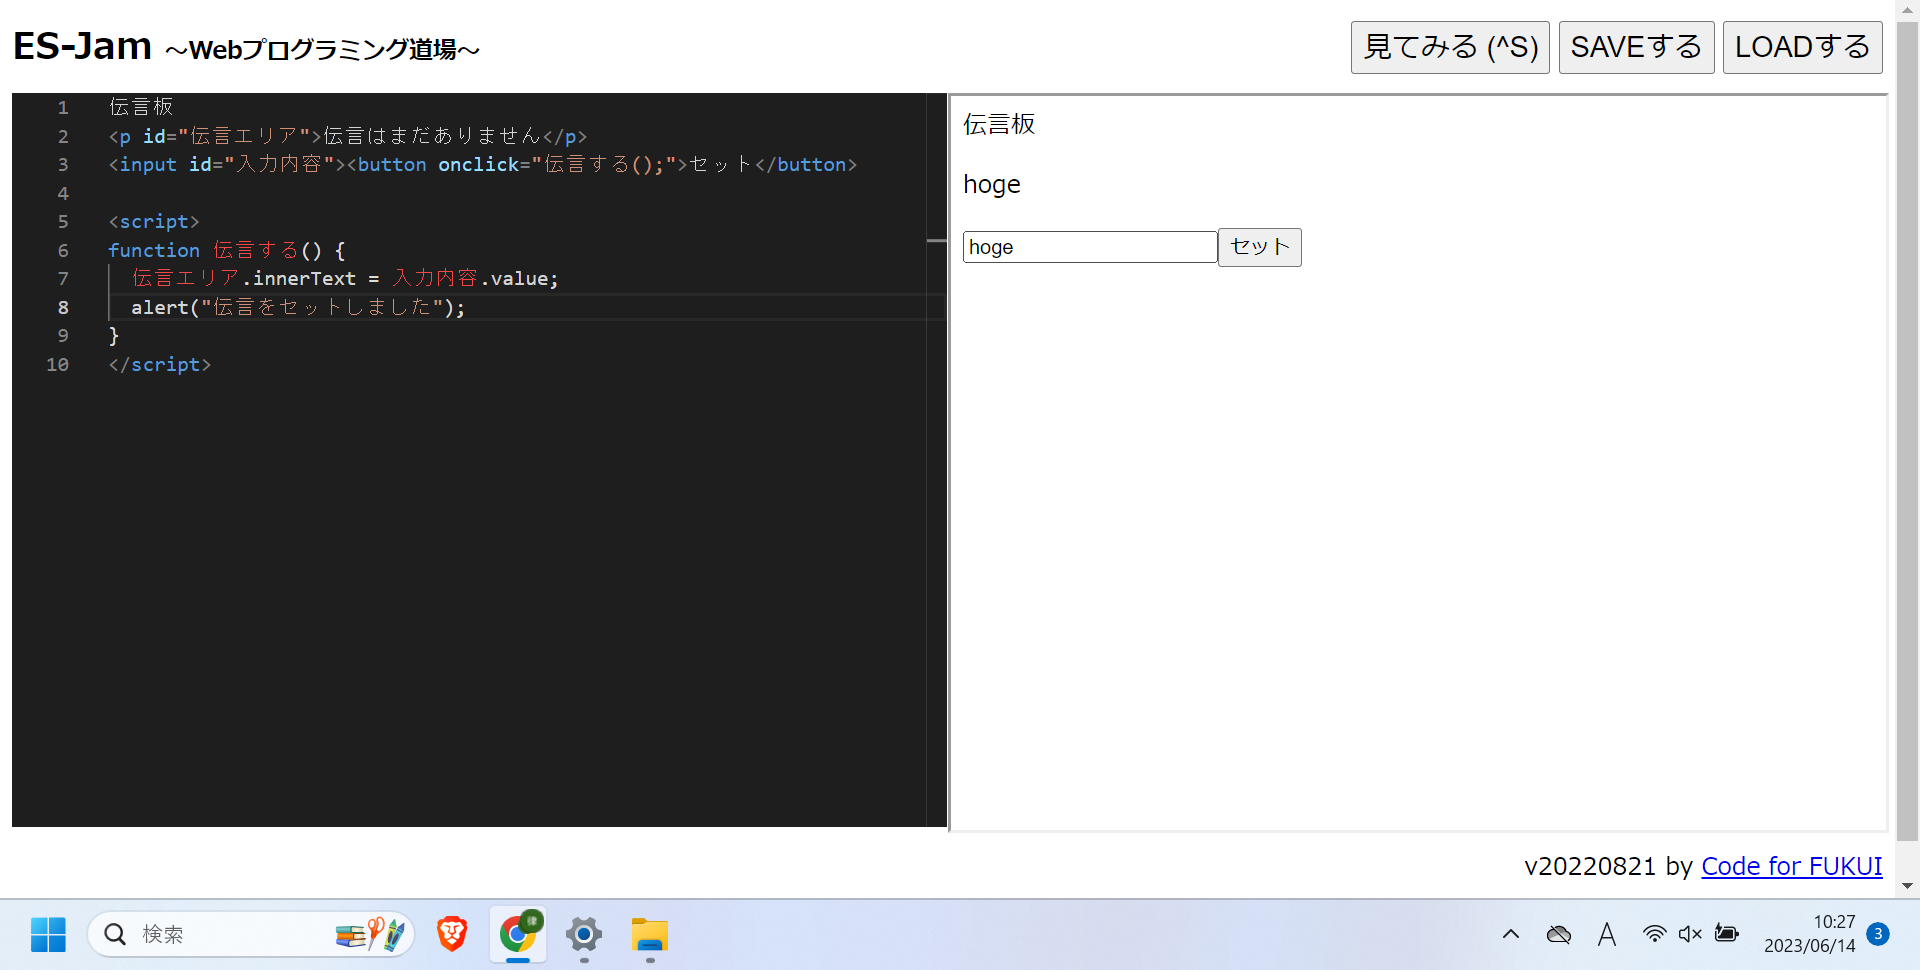 ES-Jam ～Webプログラミング道場～
見てみる (^S) SAVEする LOADする
1 伝言板
2 <p id="伝言エリア">伝言はまだありません</p>
3 <input id="入力内容"><button onclick="伝言する();">セット</button>
4
5 <script>
6 function 伝言する() {
7 伝言エリア.innerText = 入力内容.value;
8 alert("伝言をセットしました");
9 }
10 </script>
伝言板
hoge
hoge セット
v20220821 by Code for FUKUI
検索
A
10:27
2023/06/14
3